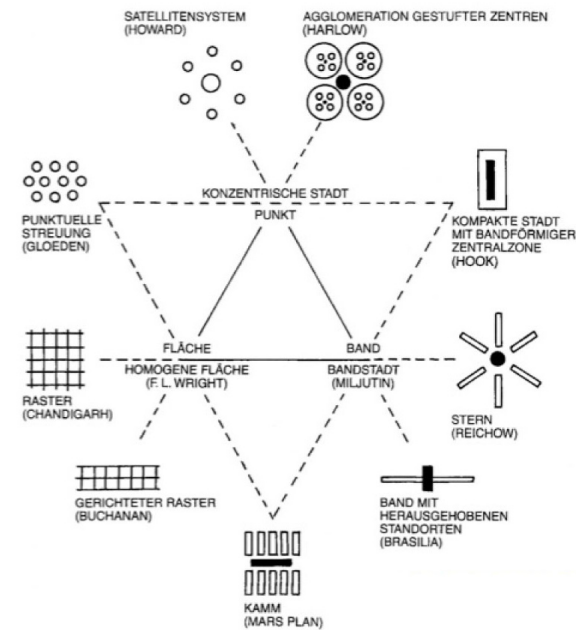 SATELLITENSYSTEM
(HOWARD)
AGGLOMERATION GESTUFTER ZENTREN
(HARLOW)
KONZENTRISCHE STADT
PUNKT
PUNKTUELLE
STREUUNG
(GLOEDEN)
KOMPAKTE STADT
MIT BANDFÖRMIGER
ZENTRALZONE
(HOOK)
FLÄCHE
HOMOGENE FLÄCHE
(F. L. WRIGHT)
BAND
BANDSTADT
(MILJUTIN)
RASTER
(CHANDIGARH)
STERN
(REICHOW)
GERICHTETER RASTER
(BUCHANAN)
BAND MIT
HERAUSGEHOBENEN
STANDORTEN
(BRASILIA)
KAMM
(MARS PLAN)